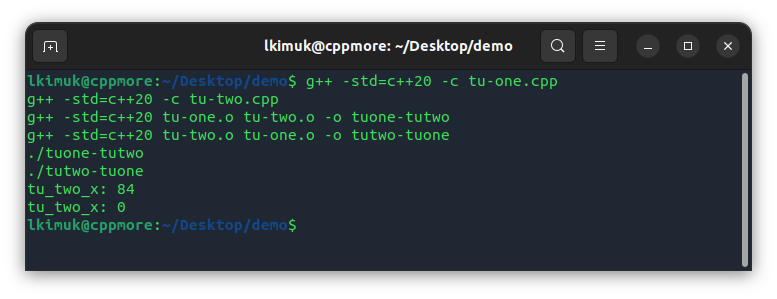 lkimuk@cppmore: ~/Desktop/demo
lkimuk@cppmore:~/Desktop/demo$ g++ -std=c++20 -c tu-one.cpp
g++ -std=c++20 -c tu-two.cpp
g++ -std=c++20 tu-one.o tu-two.o -o tuone-tutwo
g++ -std=c++20 tu-two.o tu-one.o -o tutwo-tuone
./tuone-tutwo
./tutwo-tuone
tu_two_x: 84
tu_two_x: 0
lkimuk@cppmore:~/Desktop/demo$